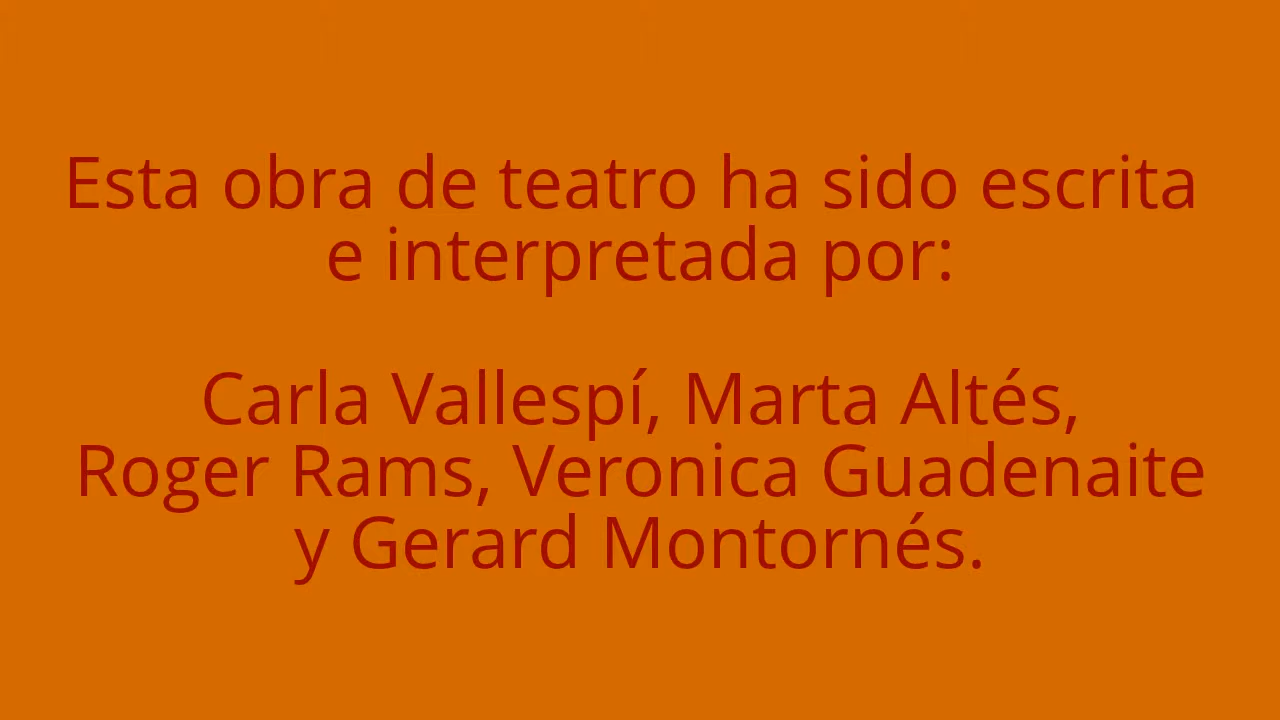 Esta obra de teatro ha sido escrita
e interpretada por:
Carla Vallespí, Marta Altés,
Roger Rams, Veronica Guadenaite
y Gerard Montornés.